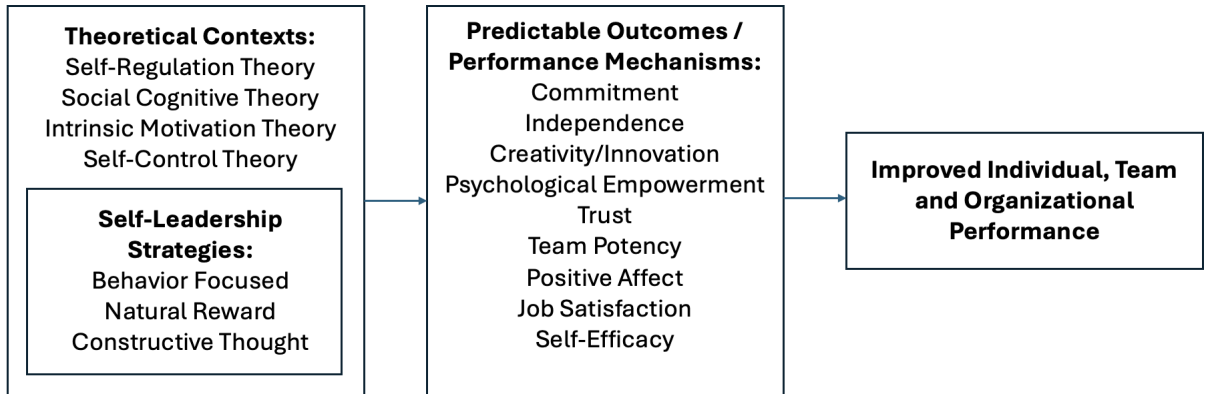 Theoretical Contexts:
Self-Regulation Theory
Social Cognitive Theory
Intrinsic Motivation Theory
Self-Control Theory
Self-Leadership
Strategies:
Behavior Focused
Natural Reward
Constructive Thought
Predictable Outcomes /
Performance Mechanisms:
Commitment
Independence
Creativity/Innovation
Psychological Empowerment
Trust
Team Potency
Positive Affect
Job Satisfaction
Self-Efficacy
Improved Individual, Team
and Organizational
Performance